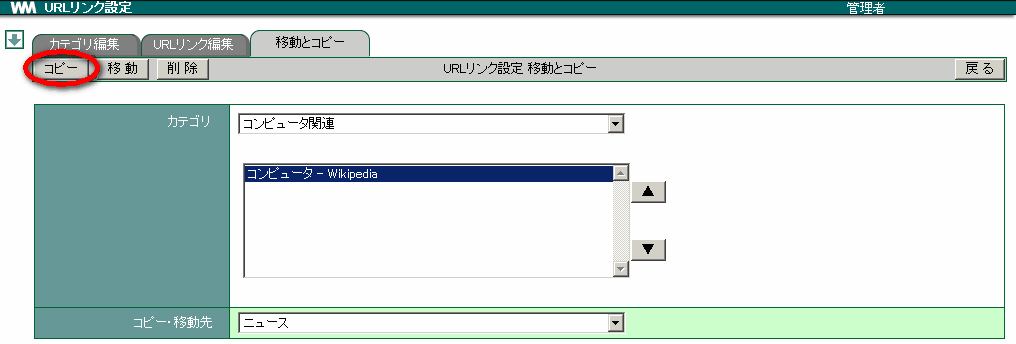 WM URLリンク設定 管理者
カテゴリ編集 URLリンク編集 移動とコピー
コピー 移動 削除 URLリンク設定 移動とコピー 戻る
カテゴリ コンピュータ関連
コンピュータ - Wikipedia
コピー・移動先 ニュース